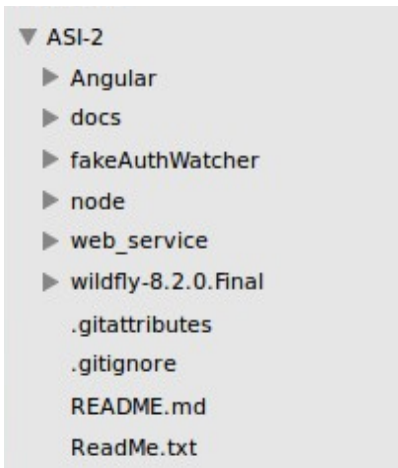 ASI-2
Angular
docs
fakeAuthWatcher
node
web_service
wildfly-8.2.0.Final
.gitattributes
.gitignore
README.md
ReadMe.txt